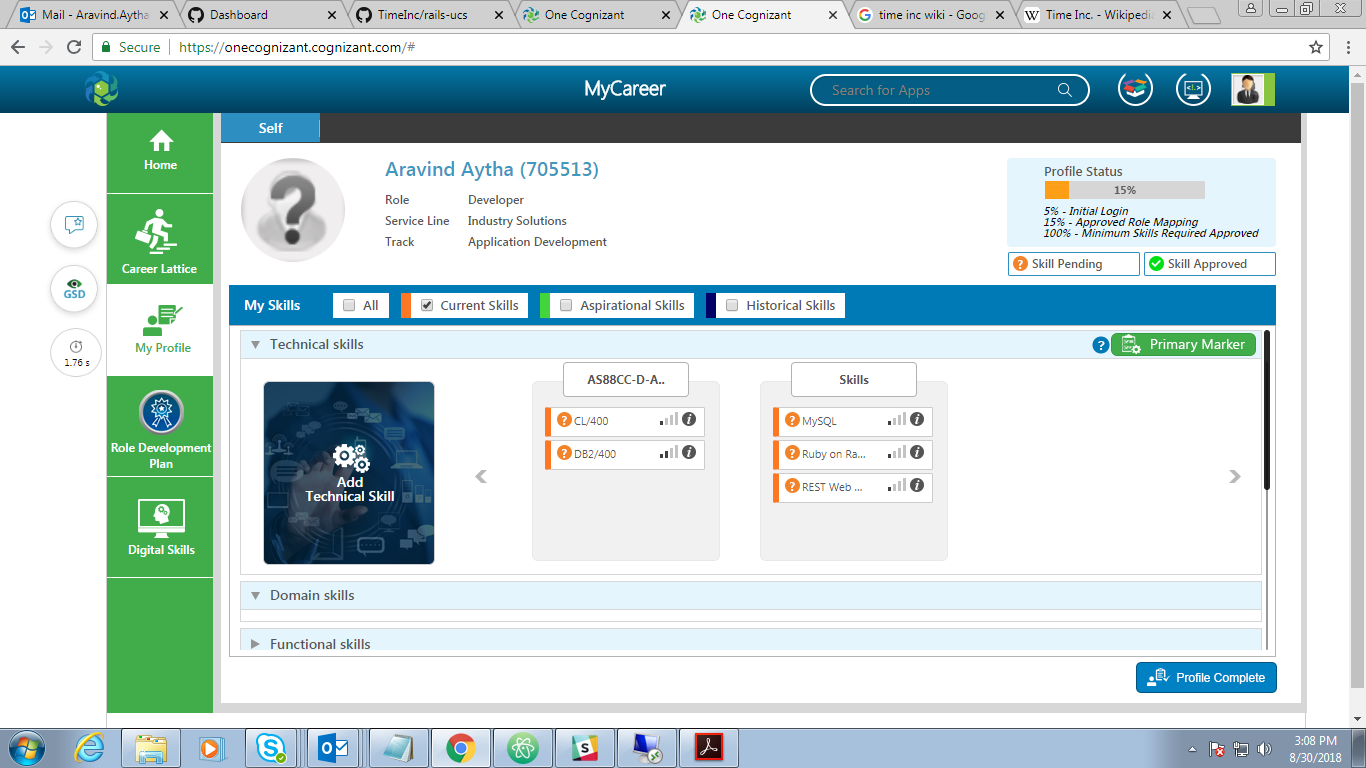 Mail - Aravind.Aytha
Dashboard
TimeInc/rails-ucs
One Cognizant
One Cognizant
time inc wiki - Goog
Time Inc. - Wikipedia
Secure
https://onecognizant.cognizant.com/#
MyCareer
Search for Apps
Self
Home
Career Lattice
My Profile
Role Development
Plan
Digital Skills
GSD
1.76 s
Aravind Aytha (705513)
Role Developer
Service Line Industry Solutions
Track Application Development
Profile Status
15%
5% - Initial Login
15% - Approved Role Mapping
100% - Minimum Skills Required Approved
Skill Pending
Skill Approved
My Skills
All
Current Skills
Aspirational Skills
Historical Skills
Technical skills
Primary Marker
Add
Technical Skill
AS88CC-D-A..
CL/400
DB2/400
Skills
MySQL
Ruby on Ra...
REST Web ...
Domain skills
Functional skills
Profile Complete
3:08 PM
8/30/2018